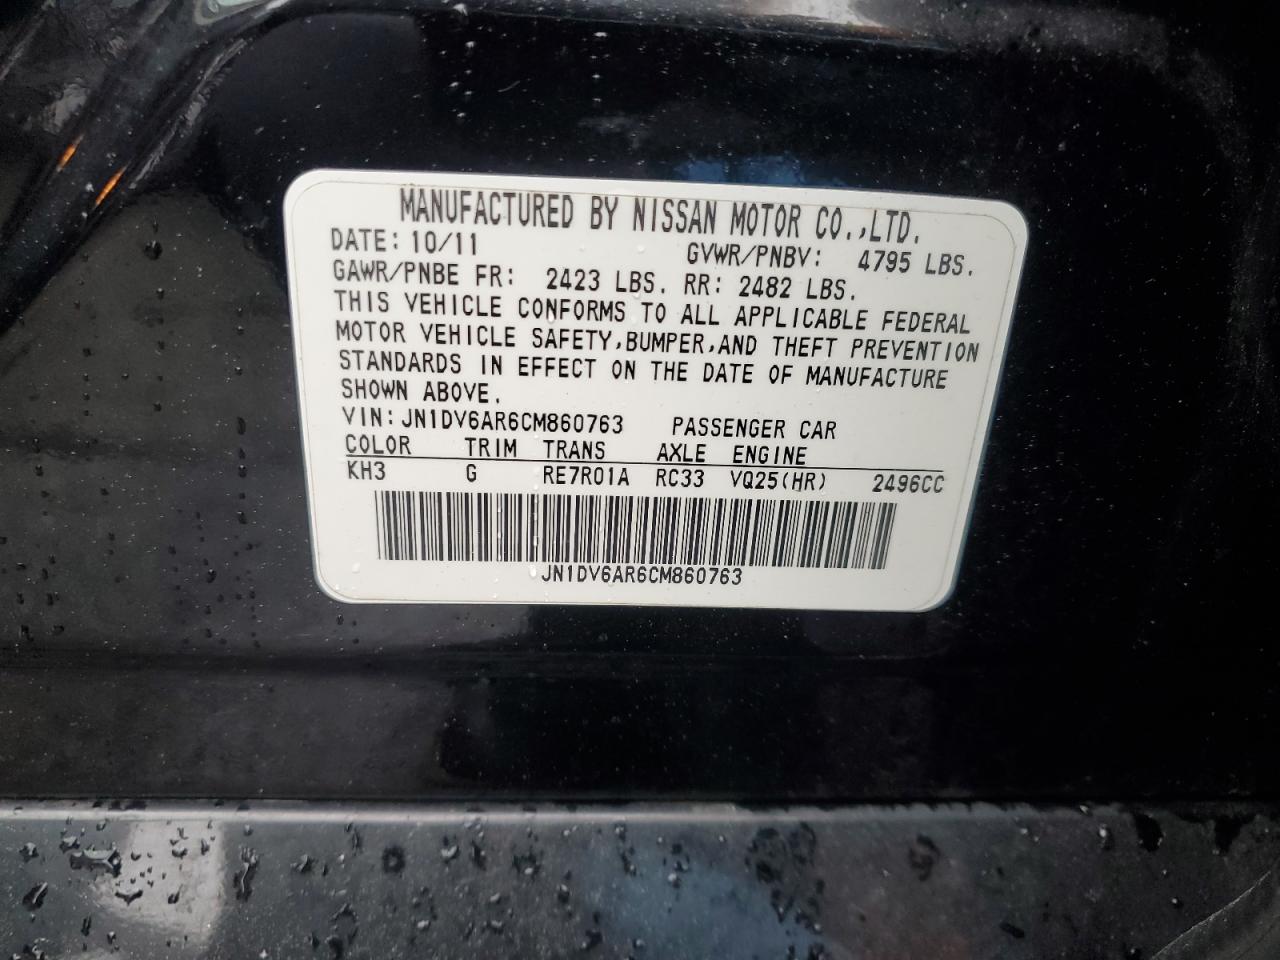 MANUFACTURED BY NISSAN MOTOR CO.,LTD.
DATE: 10/11 GVWR/PNBV: 4795 LBS.
GAWR/PNBE FR: 2423 LBS. RR: 2482 LBS.
THIS VEHICLE CONFORMS TO ALL APPLICABLE FEDERAL
MOTOR VEHICLE SAFETY,BUMPER,AND THEFT PREVENTION
STANDARDS IN EFFECT ON THE DATE OF MANUFACTURE
SHOWN ABOVE.
VIN: JN1DV6AR6CM860763 PASSENGER CAR
COLOR TRIM TRANS AXLE ENGINE
KH3 G RE7R01A RC33 VQ25(HR) 2496CC
JN1DV6AR6CM860763